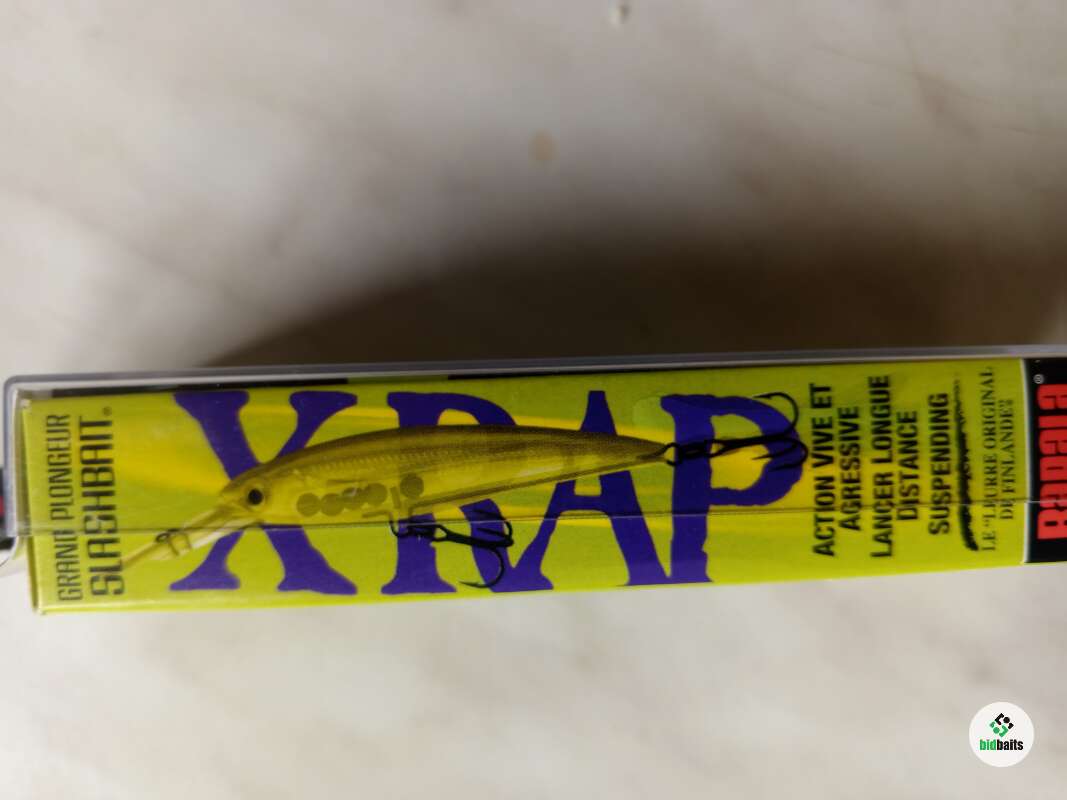 GRAND PLONGEUR
SLASHBAIT®
XRAP
ACTION VIVE ET
AGRESSIVE
LANCER LONGUE
DISTANCE
SUSPENDING
LE "LEURRE ORIGINAL
DE FINLANDE"
Rapala®
bidbaits